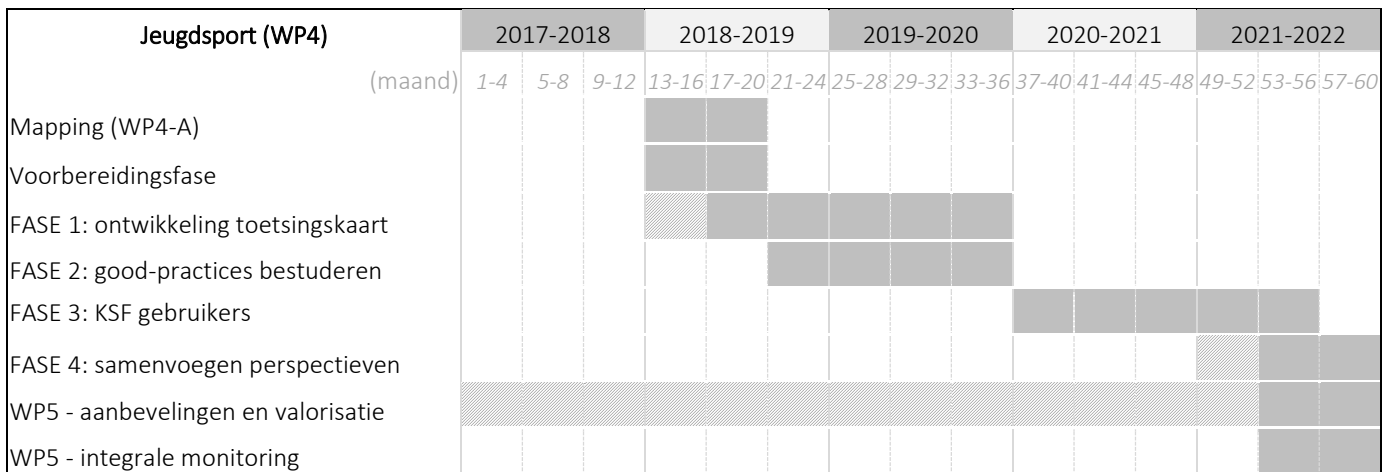 Jeugdsport (WP4) 2017-2018 2018-2019 2019-2020 2020-2021 2021-2022
(maand) 1-4 5-8 9-12 13-16 17-20 21-24 25-28 29-32 33-36 37-40 41-44 45-48 49-52 53-56 57-60
Mapping (WP4-A)
Voorbereidingsfase
FASE 1: ontwikkeling toetsingskaart
FASE 2: good-practices bestuderen
FASE 3: KSF gebruikers
FASE 4: samenvoegen perspectieven
WP5 - aanbevelingen en valorisatie
WP5 - integrale monitoring